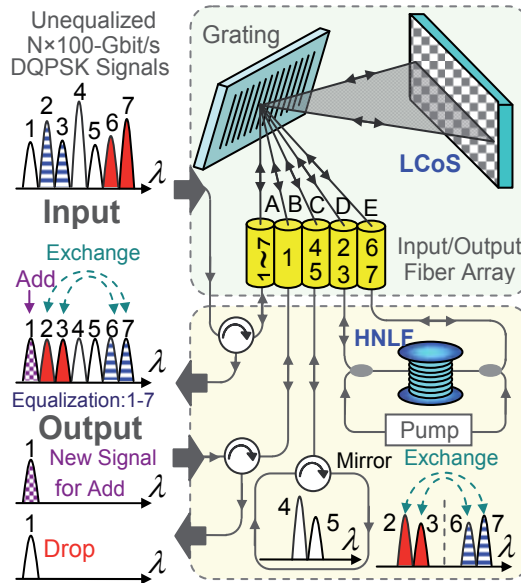 Unequalized
N×100-Gbit/s
DQPSK Signals
1 2 3 4 5 6 7
λ
Input
Exchange
Add
1 2 3 4 5 6 7
λ
Equalization:1-7
Output
1
New Signal
for Add
λ
1
Drop
λ
Grating
LCoS
A B C D E
1~7
1
4
5
2
3
6
7
Input/Output
Fiber Array
HNLF
Pump
Mirror
Exchange
4 5
λ
2 3 6 7
λ